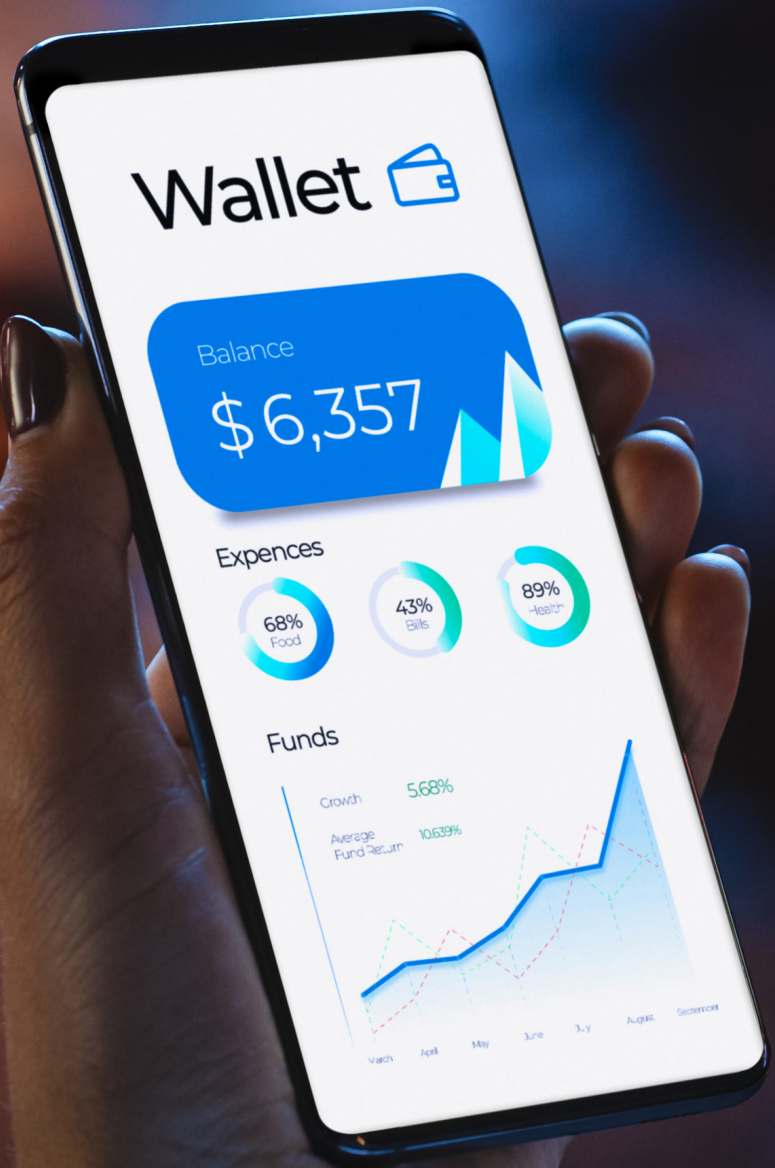 Wallet
Balance
$6,357
Expences
68%
Food
43%
Bills
89%
Health
Funds
Growth 5.68%
Average 10.639%
Fund Return
March April May June July August September